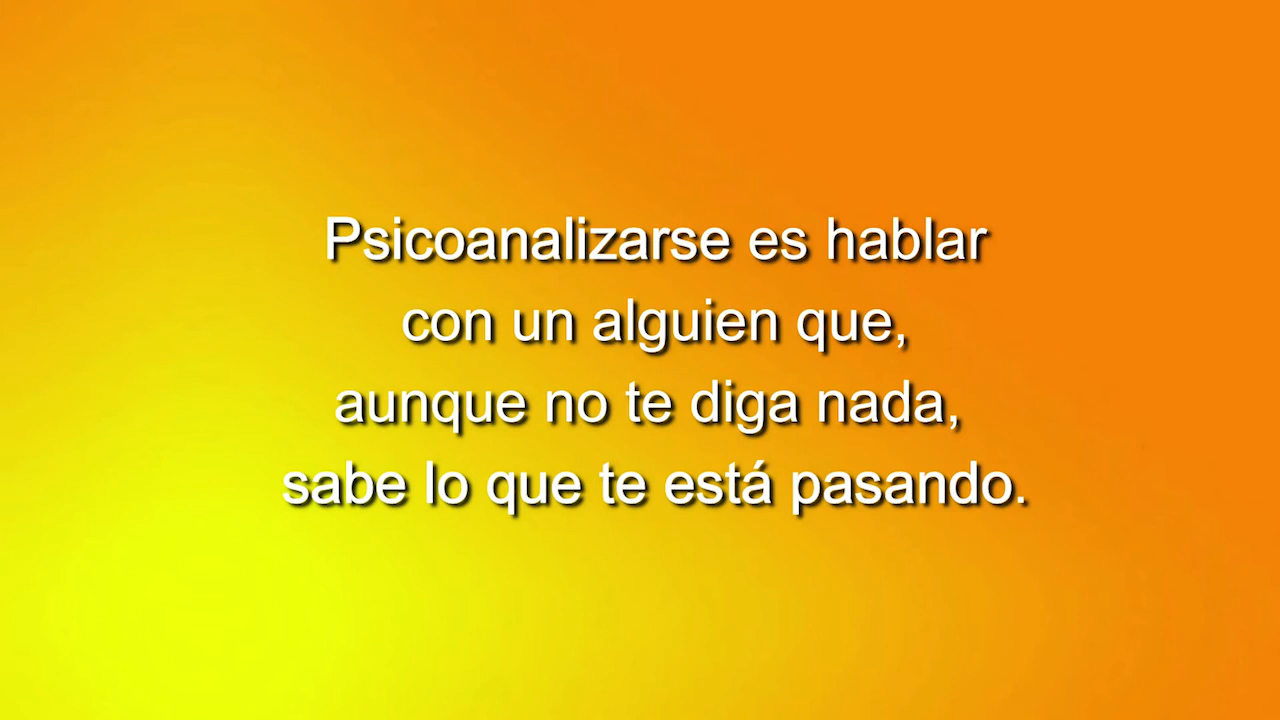 Psicoanalizarse es hablar
con un alguien que,
aunque no te diga nada,
sabe lo que te está pasando.